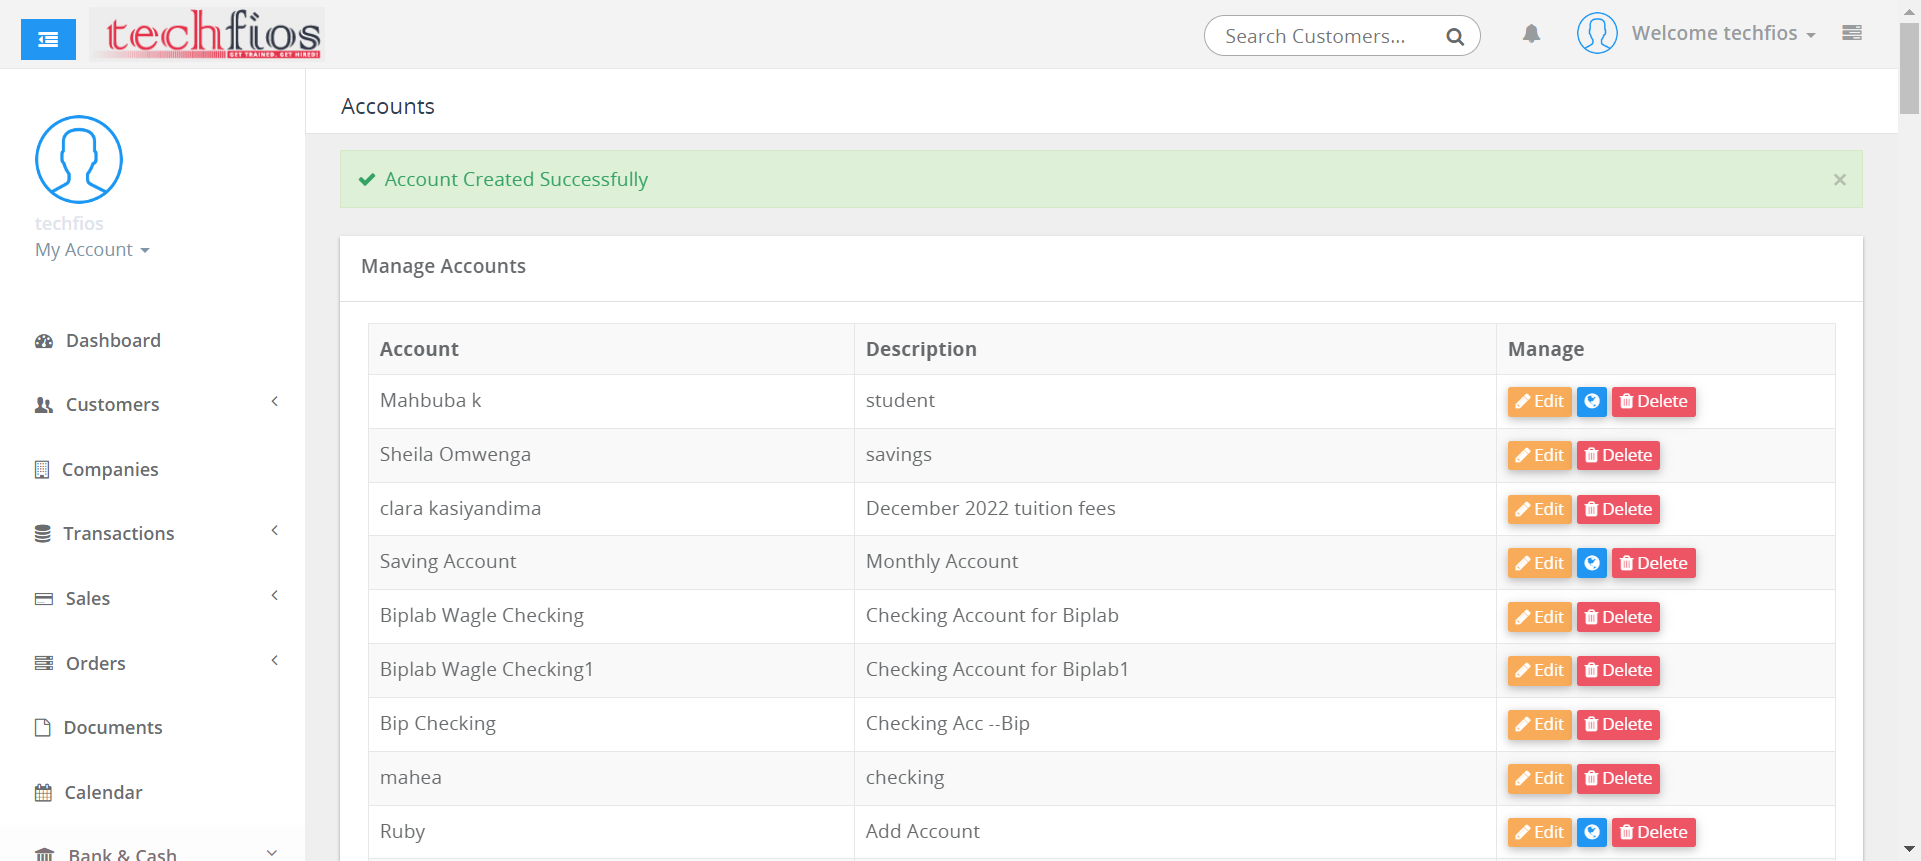 techfios
GET TRAINED. GET HIRED!
Search Customers...
Welcome techfios
techfios
My Account
Dashboard
Customers
Companies
Transactions
Sales
Orders
Documents
Calendar
Bank & Cash
Accounts
Account Created Successfully ×
Manage Accounts
Account Description Manage
Mahbuba k student Edit Delete
Sheila Omwenga savings Edit Delete
clara kasiyandima December 2022 tuition fees Edit Delete
Saving Account Monthly Account Edit Delete
Biplab Wagle Checking Checking Account for Biplab Edit Delete
Biplab Wagle Checking1 Checking Account for Biplab1 Edit Delete
Bip Checking Checking Acc --Bip Edit Delete
mahea checking Edit Delete
Ruby Add Account Edit Delete